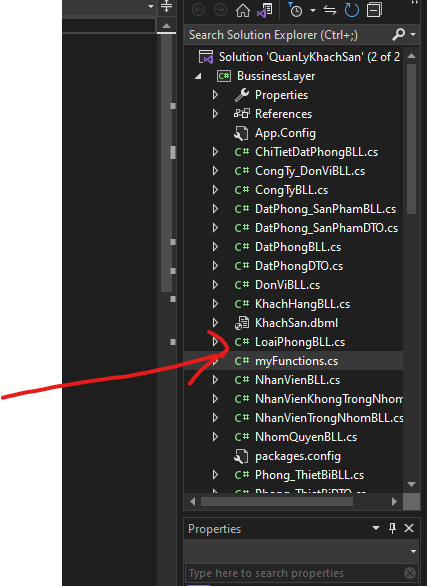 Search Solution Explorer (Ctrl+;)
Solution 'QuanLyKhachSan' (2 of 2
BussinessLayer
Properties
References
App.Config
C# ChiTietDatPhongBLL.cs
C# CongTy_DonViBLL.cs
C# CongTyBLL.cs
C# DatPhong_SanPhamBLL.cs
C# DatPhong_SanPhamDTO.cs
C# DatPhongBLL.cs
C# DatPhongDTO.cs
C# DonViBLL.cs
C# KhachHangBLL.cs
KhachSan.dbml
C# LoaiPhongBLL.cs
C# myFunctions.cs
C# NhanVienBLL.cs
C# NhanVienKhongTrongNhom
C# NhanVienTrongNhomBLL.cs
C# NhomQuyenBLL.cs
packages.config
C# Phong_ThietBiBLL.cs
C# Phong_ThietBiDTO.cs
Properties
Type here to search properties